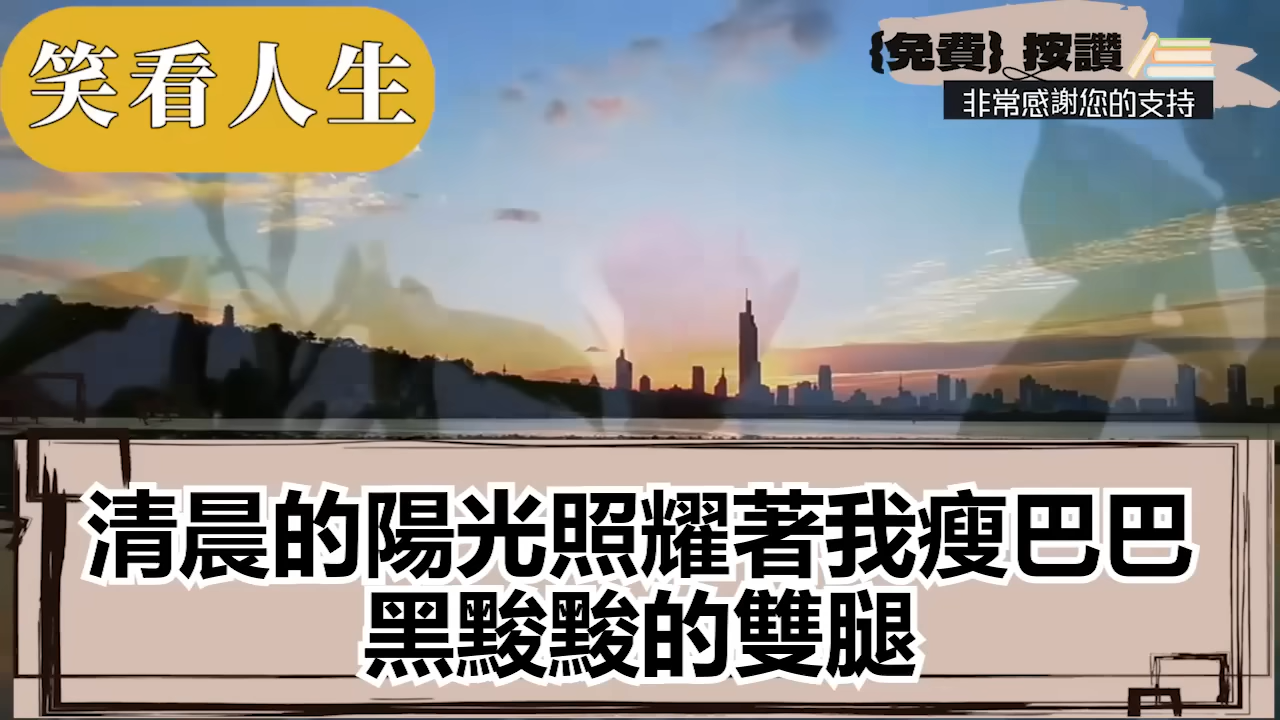 笑看人生
{免費} 按讚
非常感謝您的支持
清晨的陽光照耀著我瘦巴巴
黑黢黢的雙腿